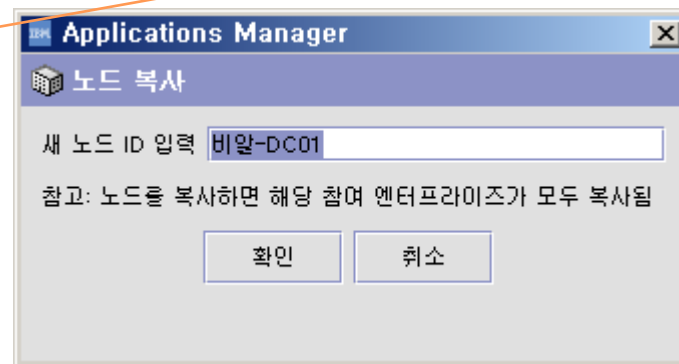 IBM Applications Manager
노드 복사
새 노드 ID 입력 비알-DC01
참고: 노드를 복사하면 해당 참여 엔터프라이즈가 모두 복사됨
확인 취소